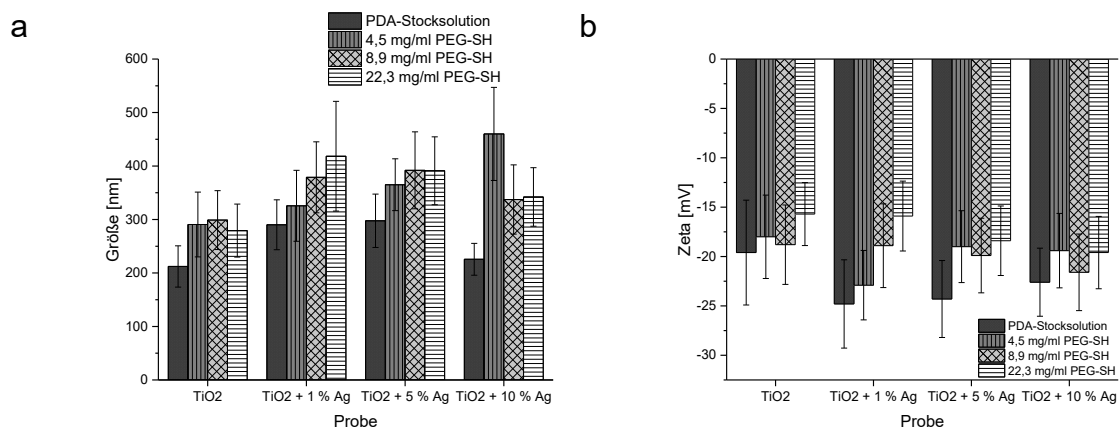 a
PDA-Stocksolution
4,5 mg/ml PEG-SH
8,9 mg/ml PEG-SH
22,3 mg/ml PEG-SH
600
500
400
300
200
100
0
Größe [nm]
TiO2
TiO2 + 1 % Ag
TiO2 + 5 % Ag
TiO2 + 10 % Ag
Probe
b
0
-5
-10
-15
-20
-25
-30
Zeta [mV]
PDA-Stocksolution
4,5 mg/ml PEG-SH
8,9 mg/ml PEG-SH
22,3 mg/ml PEG-SH
TiO2
TiO2 + 1 % Ag
TiO2 + 5 % Ag
TiO2 + 10 % Ag
Probe